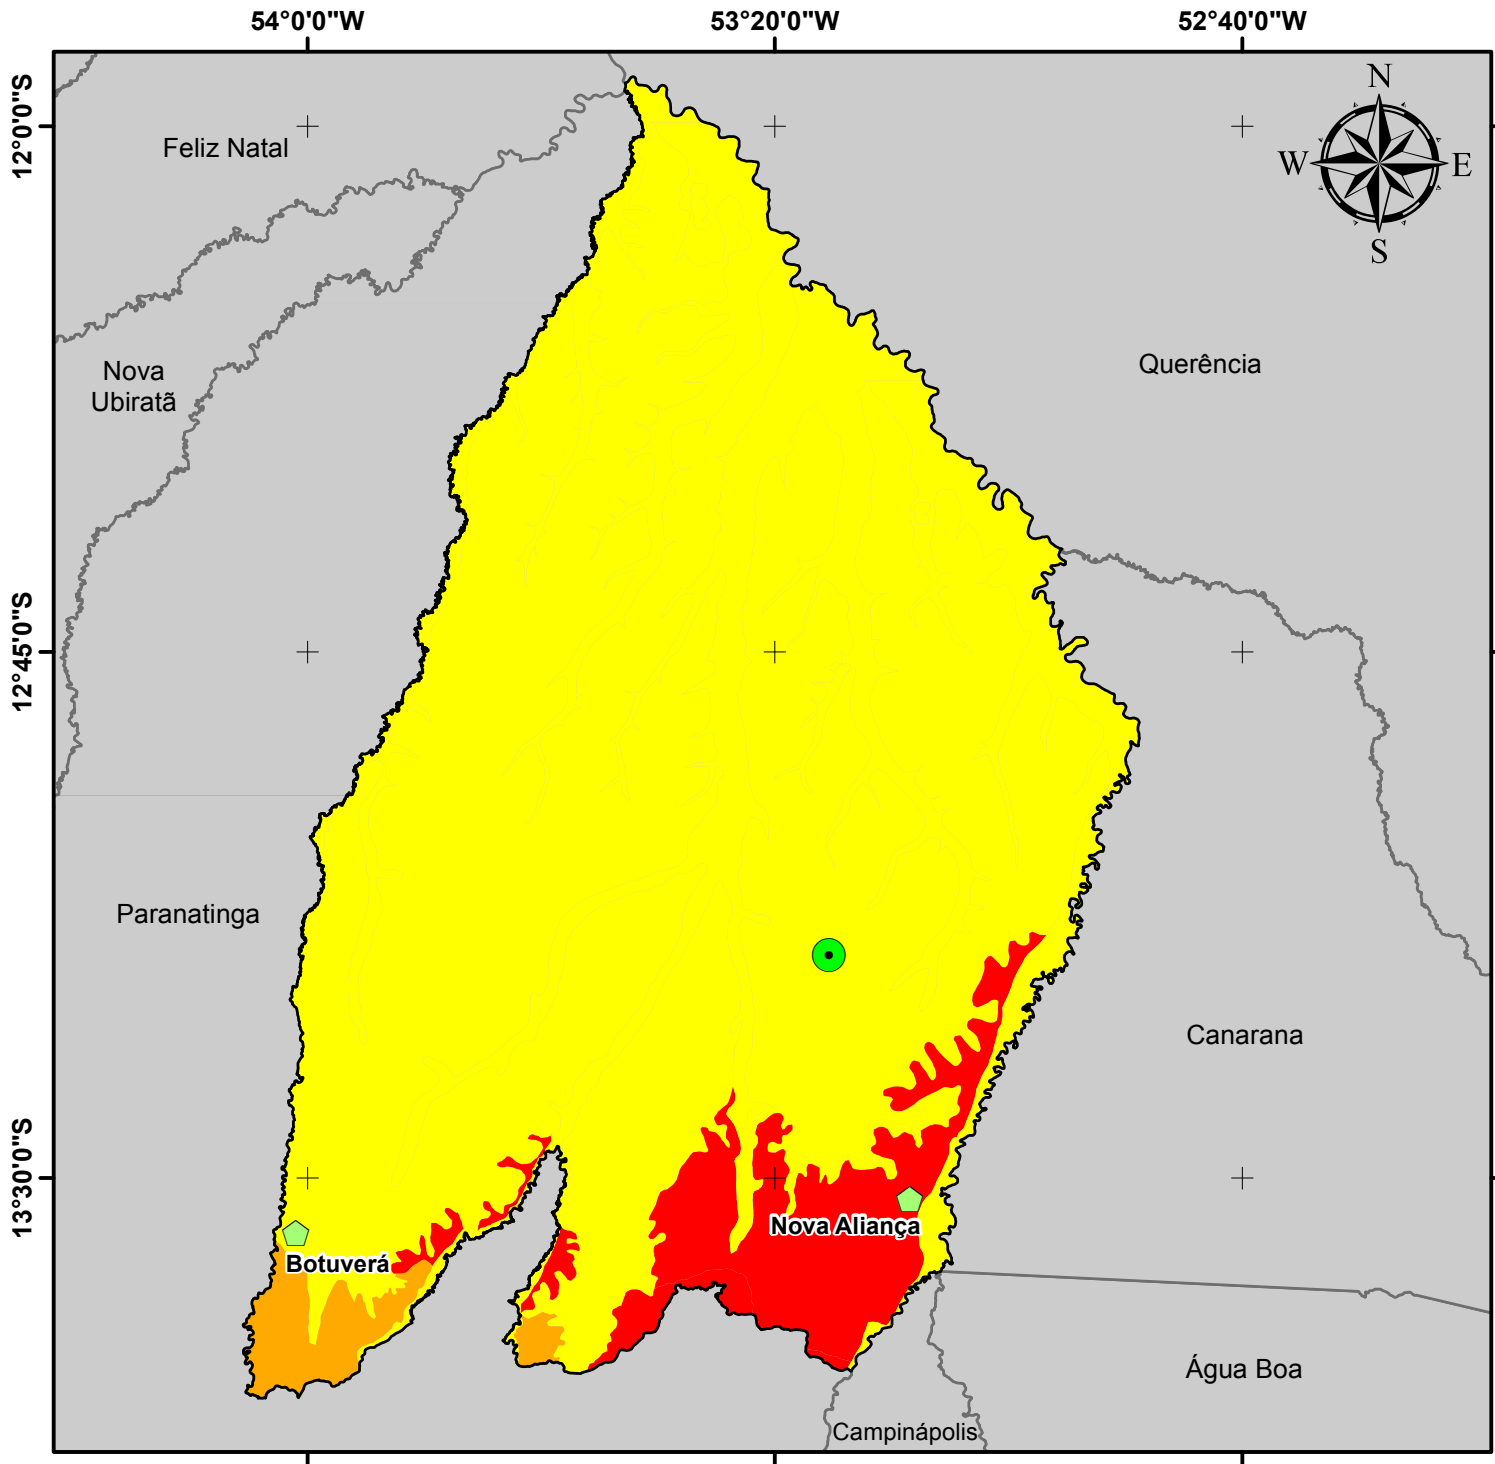 54°0'0"W
53°20'0"W
52°40'0"W
12°0'0"S
N
W
E
S
Feliz Natal
Nova
Ubiratã
Querência
12°45'0"S
Paranatinga
Canarana
13°30'0"S
Nova Aliança
Botuverá
Água Boa
Campinápolis